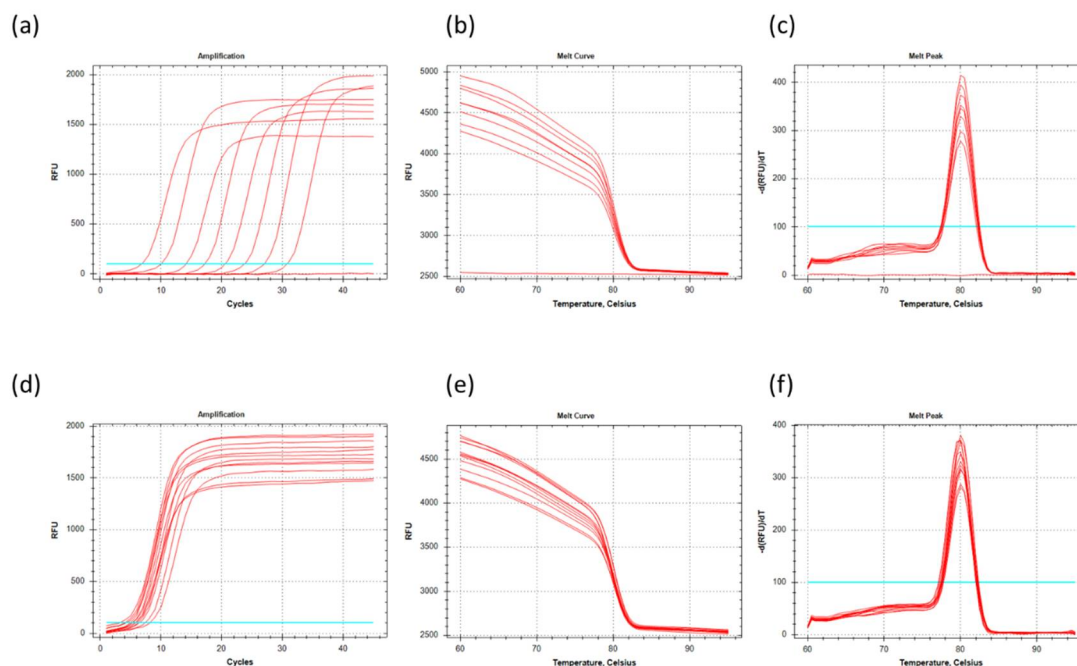 (a)
Amplification
RFU
2000
1500
1000
500
0
0
10
20
30
40
Cycles
(b)
Melt Curve
RFU
5000
4500
4000
3500
3000
2500
60
70
80
90
Temperature, Celsius
(c)
Melt Peak
-d(RFU)/dT
400
300
200
100
0
60
70
80
90
Temperature, Celsius
(d)
Amplification
RFU
2000
1500
1000
500
0
0
10
20
30
40
Cycles
(e)
Melt Curve
RFU
4500
4000
3500
3000
2500
60
70
80
90
Temperature, Celsius
(f)
Melt Peak
-d(RFU)/dT
400
300
200
100
0
60
70
80
90
Temperature, Celsius